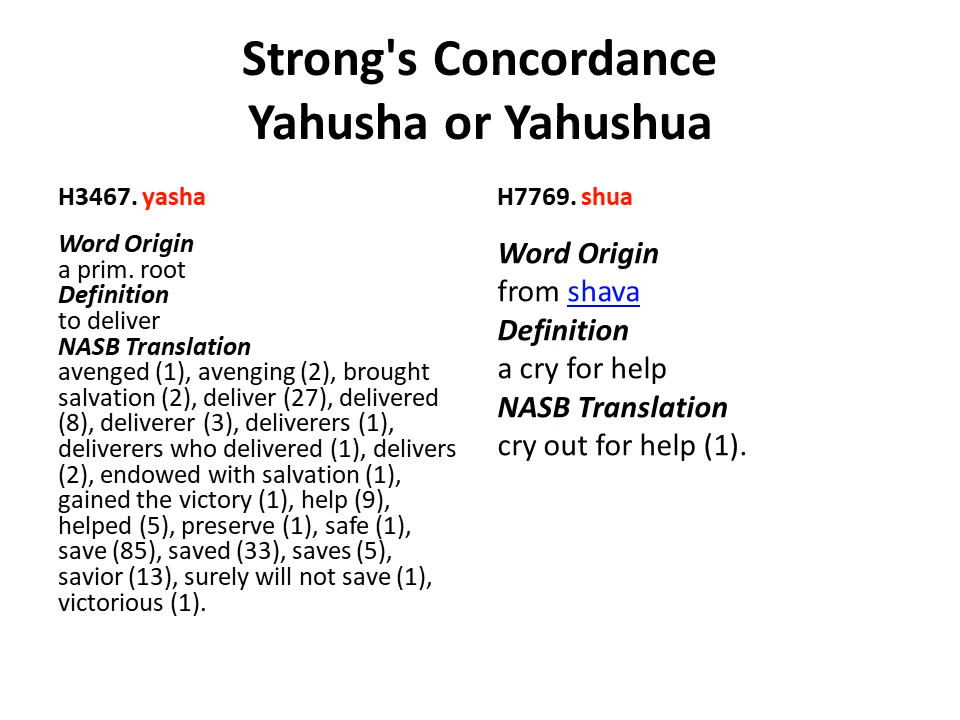 Strong's Concordance
Yahusha or Yahushua
H3467. yasha
Word Origin
a prim. root
Definition
to deliver
NASB Translation
avenged (1), avenging (2), brought
salvation (2), deliver (27), delivered
(8), deliverer (3), deliverers (1),
deliverers who delivered (1), delivers
(2), endowed with salvation (1),
gained the victory (1), help (9),
helped (5), preserve (1), safe (1),
save (85), saved (33), saves (5),
savior (13), surely will not save (1),
victorious (1).
H7769. shua
Word Origin
from shava
Definition
a cry for help
NASB Translation
cry out for help (1).